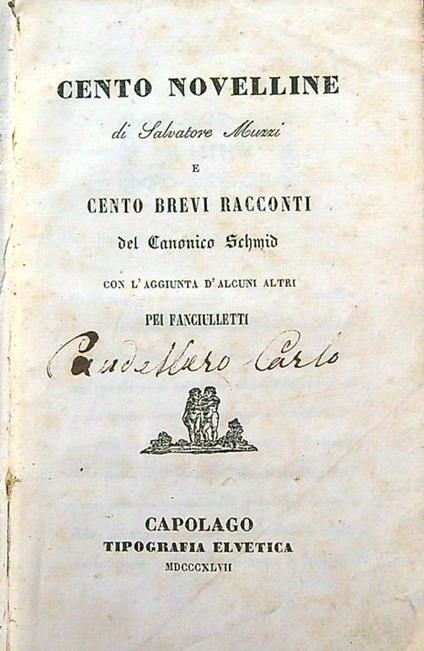 CENTO NOVELLINE
di Salvatore Muzzi
E
CENTO BREVI RACCONTI
del Canonico Schmid
CON L'AGGIUNTA D'ALCUNI ALTRI
PEI FANCIULLETTI
Carlo
CAPOLAGO
TIPOGRAFIA ELVETICA
MDCCCXLVII